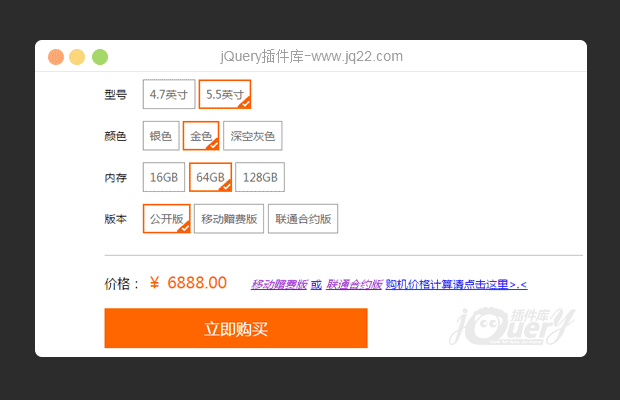 jQuery插件库-www.jq22.com
型号 4.7英寸 5.5英寸
颜色 银色 金色 深空灰色
内存 16GB 64GB 128GB
版本 公开版 移动赠费版 联通合约版
价格： ¥ 6888.00 移动赠费版 或 联通合约版 购机价格计算请点击这里>.<
立即购买
插件库
jQuery